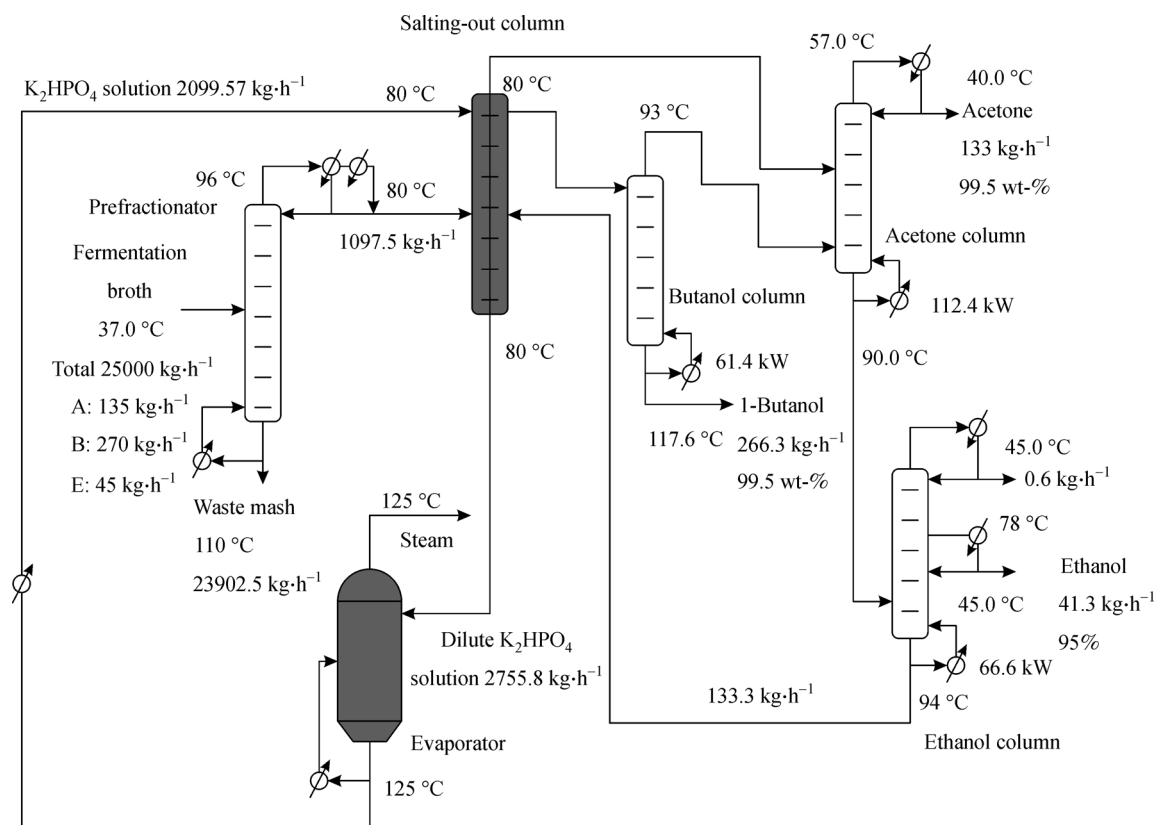 Salting-out column
K₂HPO₄ solution 2099.57 kg·h⁻¹
80 °C
80 °C
57.0 °C
40.0 °C
Acetone
133 kg·h⁻¹
99.5 wt-%
Acetone column
112.4 kW
90.0 °C
93 °C
96 °C
80 °C
Prefractionator
1097.5 kg·h⁻¹
Fermentation
broth
37.0 °C
Total 25000 kg·h⁻¹
A: 135 kg·h⁻¹
B: 270 kg·h⁻¹
E: 45 kg·h⁻¹
Waste mash
110 °C
23902.5 kg·h⁻¹
Butanol column
61.4 kW
1-Butanol
117.6 °C
266.3 kg·h⁻¹
99.5 wt-%
80 °C
125 °C
Steam
Dilute K₂HPO₄
solution 2755.8 kg·h⁻¹
Evaporator
125 °C
45.0 °C
0.6 kg·h⁻¹
78 °C
Ethanol
45.0 °C
41.3 kg·h⁻¹
95%
66.6 kW
133.3 kg·h⁻¹
94 °C
Ethanol column